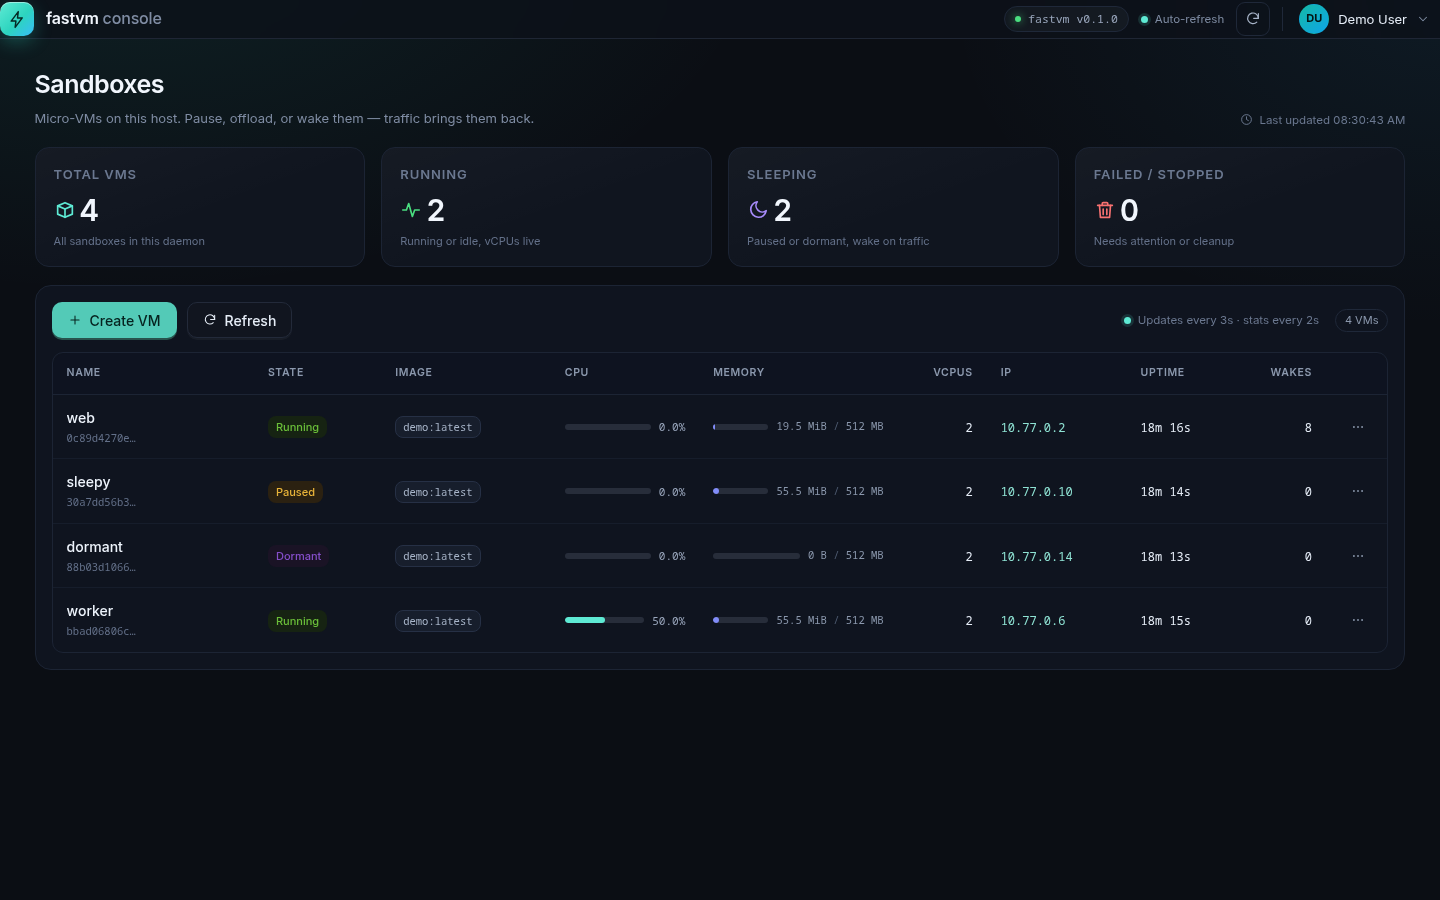 fastvm console
fastvm v0.1.0
Auto-refresh
DU
Demo User
Sandboxes
Micro-VMs on this host. Pause, offload, or wake them — traffic brings them back.
Last updated 08:30:43 AM
TOTAL VMS
4
All sandboxes in this daemon
RUNNING
2
Running or idle, vCPUs live
SLEEPING
2
Paused or dormant, wake on traffic
FAILED / STOPPED
0
Needs attention or cleanup
+ Create VM
Refresh
Updates every 3s · stats every 2s
4 VMs
NAME STATE IMAGE CPU MEMORY VCPUS IP UPTIME WAKES
web
0c89d4270e…
Running demo:latest 0.0% 19.5 MiB / 512 MB 2 10.77.0.2 18m 16s 8 ···
sleepy
30a7dd56b3…
Paused demo:latest 0.0% 55.5 MiB / 512 MB 2 10.77.0.10 18m 14s 0 ···
dormant
88b03d1066…
Dormant demo:latest 0.0% 0 B / 512 MB 2 10.77.0.14 18m 13s 0 ···
worker
bbad06806c…
Running demo:latest 50.0% 55.5 MiB / 512 MB 2 10.77.0.6 18m 15s 0 ···